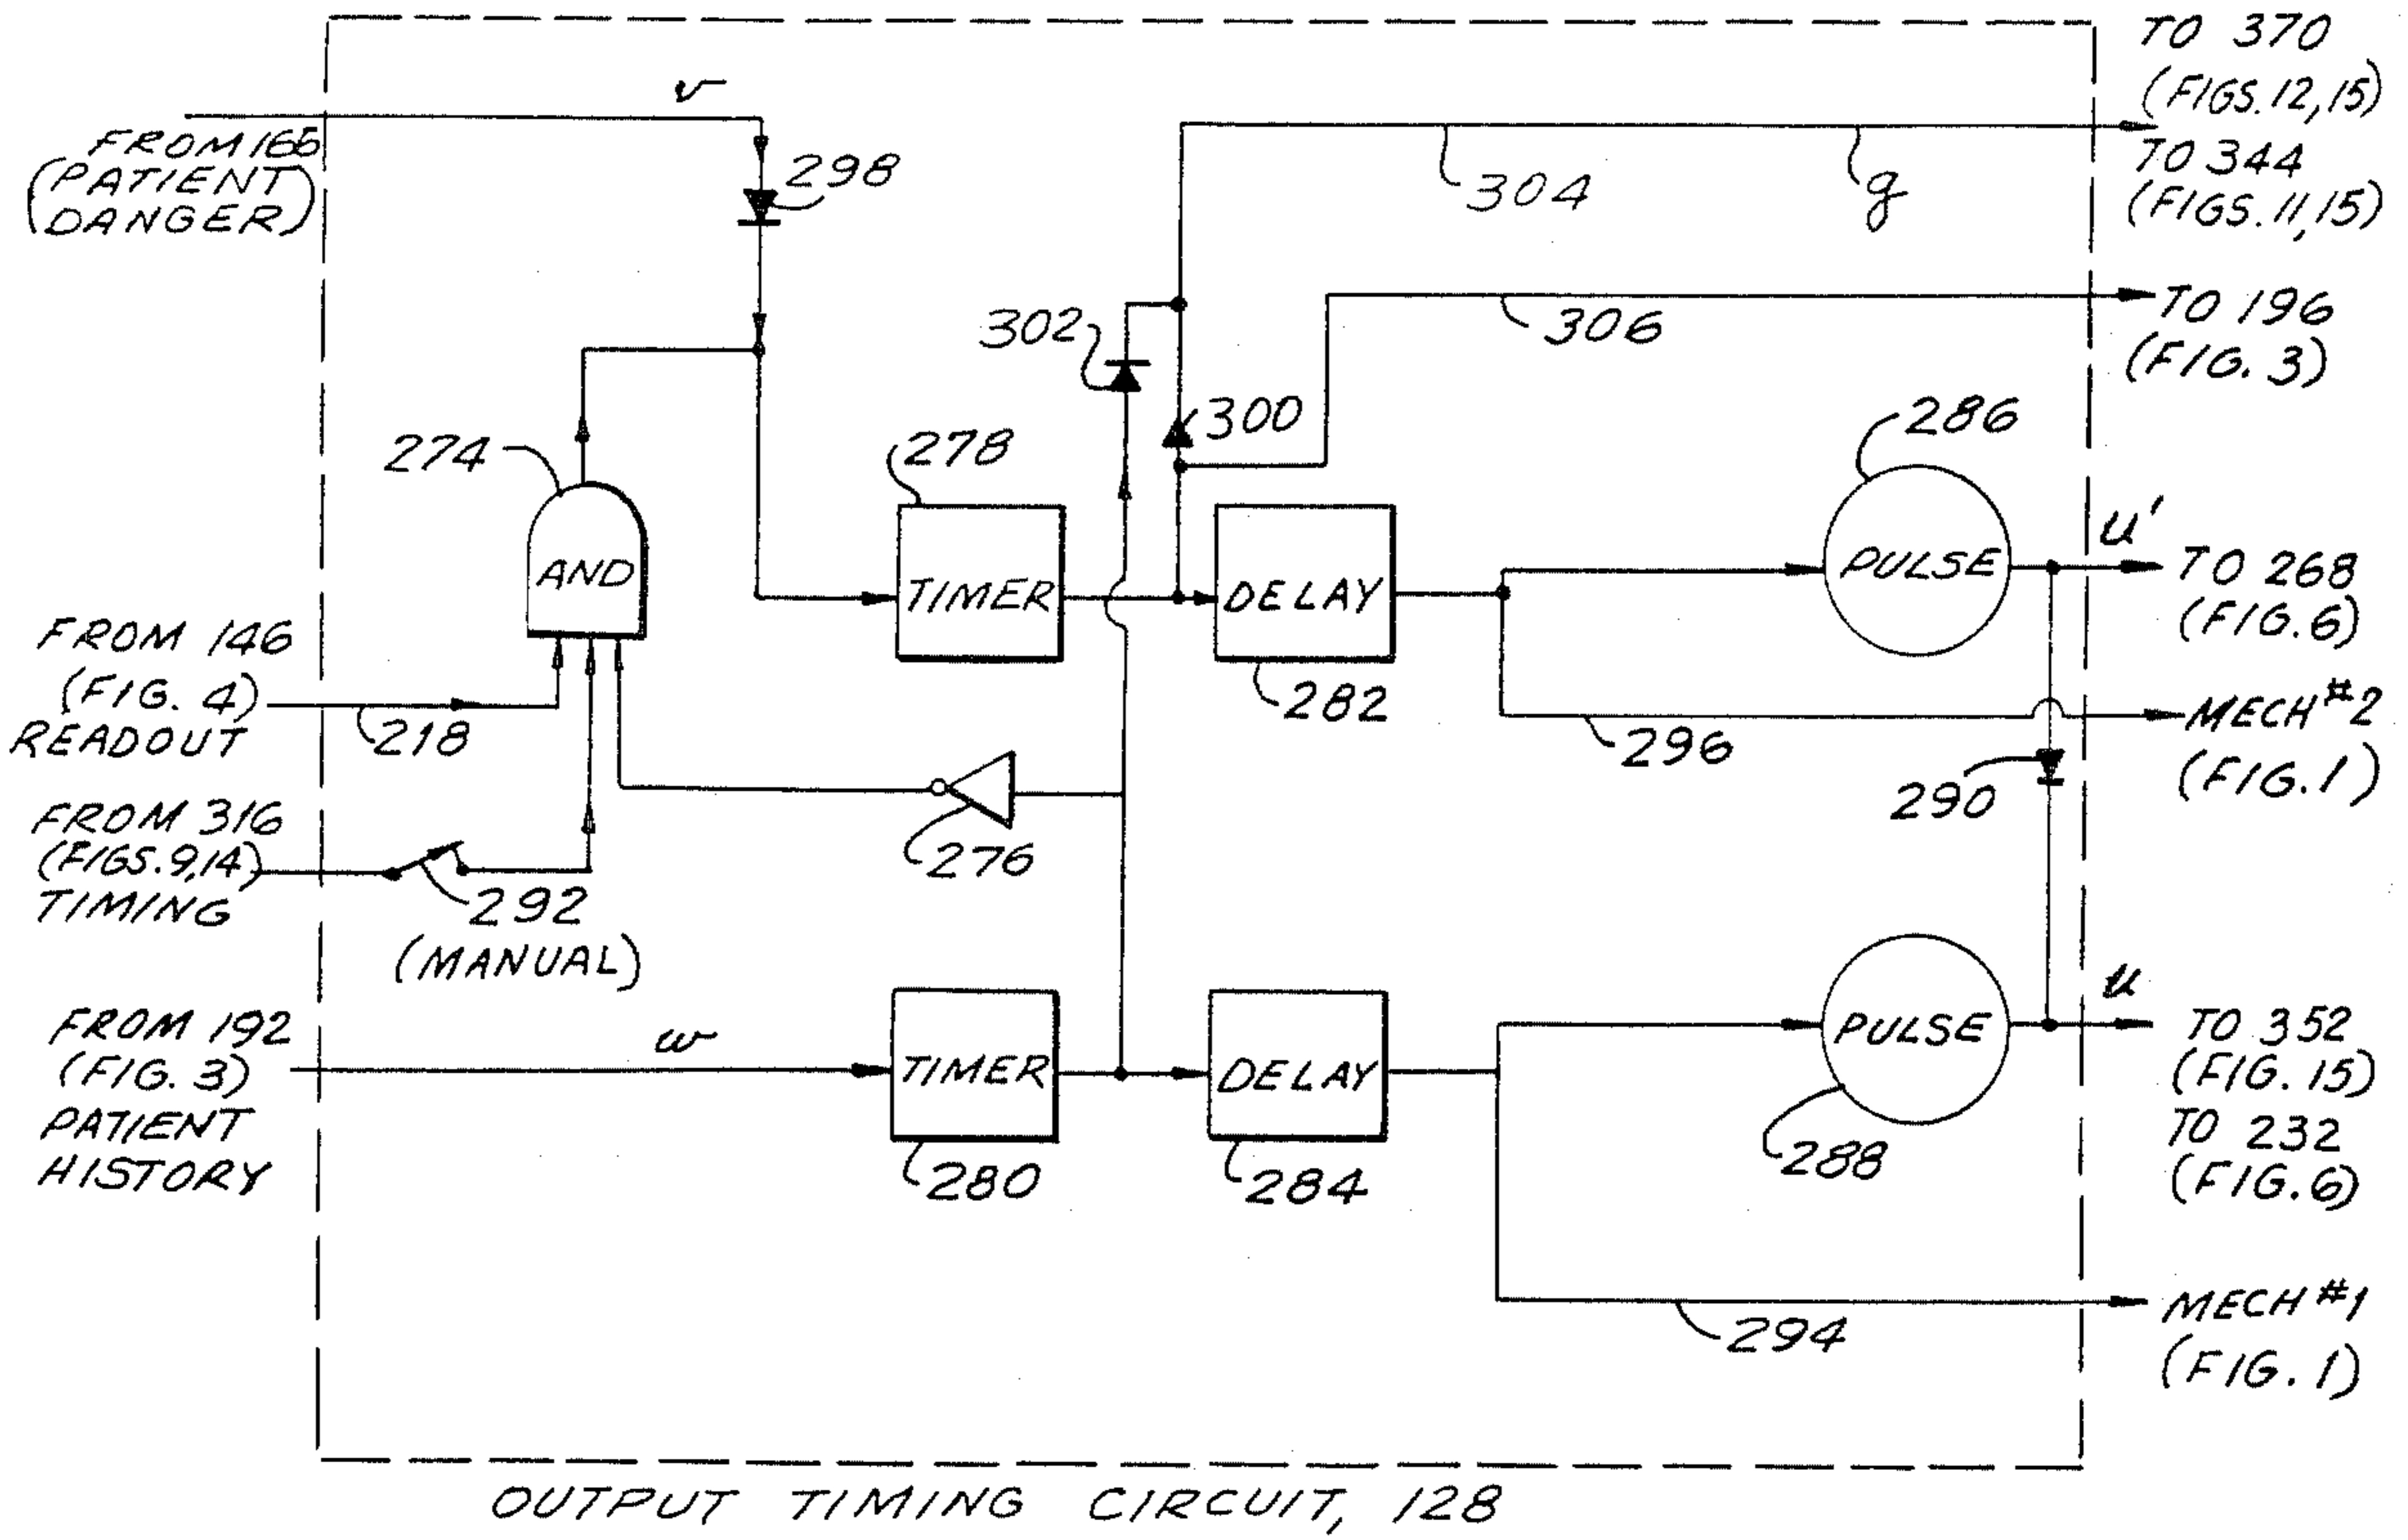 TO 370
(FIGS. 12, 15)
v
FROM 166
(PATIENT
DANGER)
298
304
g
TO 344
(FIGS. 11, 15)
302
306
TO 196
(FIG. 3)
300
286
274
278
AND
TIMER
DELAY
PULSE
u'
TO 268
(FIG. 6)
FROM 146
(FIG. 4)
READOUT
218
282
296
MECH #2
(FIG. 1)
290
276
FROM 316
(FIGS. 9, 14)
TIMING
292
(MANUAL)
FROM 192
(FIG. 3)
PATIENT
HISTORY
w
TIMER
DELAY
PULSE
u
TO 352
(FIG. 15)
TO 232
(FIG. 6)
280
284
288
294
MECH #1
(FIG. 1)
OUTPUT TIMING CIRCUIT, 128